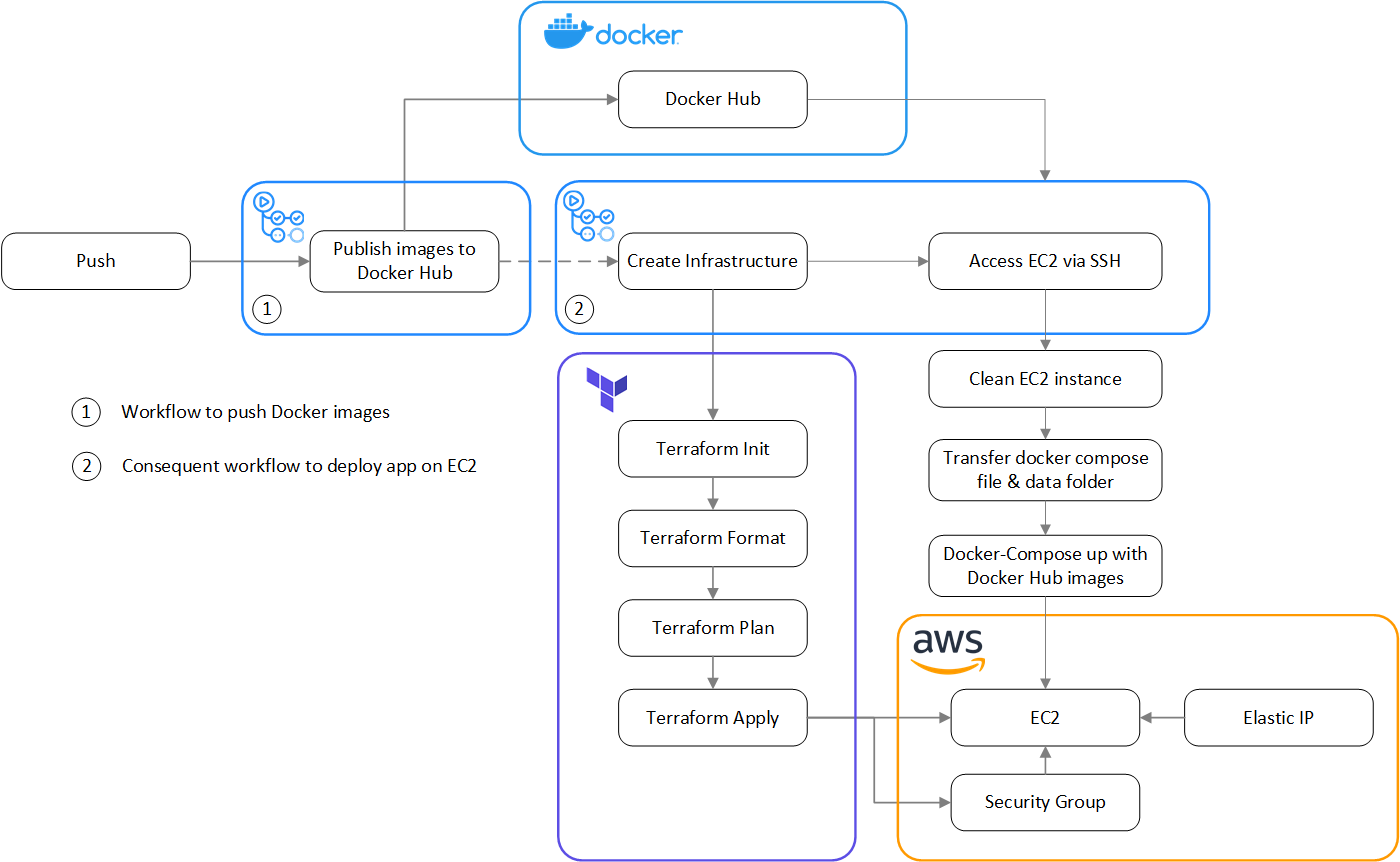 docker
Docker Hub
Push
Publish images to
Docker Hub
1
Create Infrastructure
Access EC2 via SSH
2
Clean EC2 instance
1 Workflow to push Docker images
2 Consequent workflow to deploy app on EC2
Terraform Init
Transfer docker compose
file & data folder
Terraform Format
Docker-Compose up with
Docker Hub images
Terraform Plan
aws
Terraform Apply
EC2
Elastic IP
Security Group